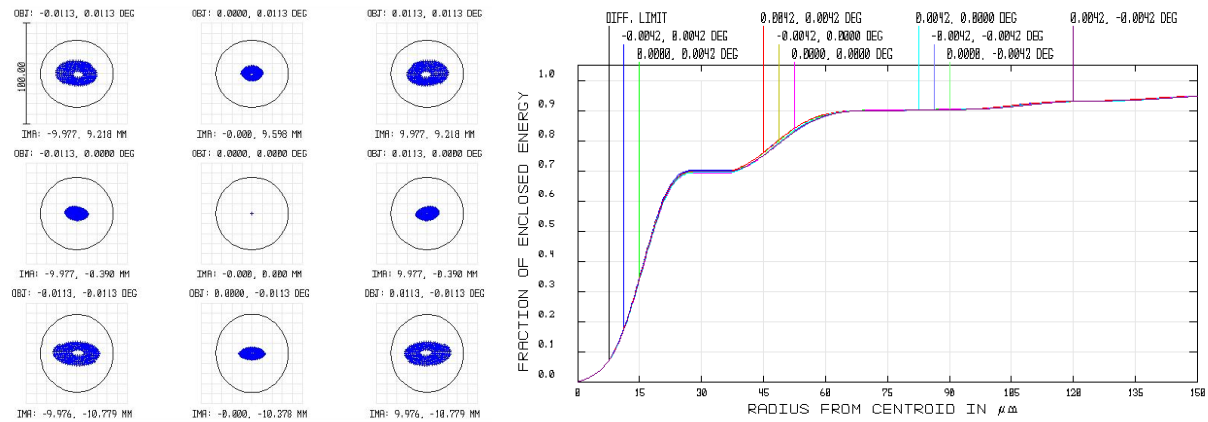 OBJ: -0.0113, 0.0113 DEG
OBJ: 0.0000, 0.0113 DEG
OBJ: 0.0113, 0.0113 DEG
100.00
IMA: -9.977, 9.218 MM
IMA: -0.000, 9.598 MM
IMA: 9.977, 9.218 MM
OBJ: -0.0113, 0.0000 DEG
OBJ: 0.0000, 0.0000 DEG
OBJ: 0.0113, 0.0000 DEG
IMA: -9.977, -0.390 MM
IMA: -0.000, 0.000 MM
IMA: 9.977, -0.390 MM
OBJ: -0.0113, -0.0113 DEG
OBJ: 0.0000, -0.0113 DEG
OBJ: 0.0113, -0.0113 DEG
IMA: -9.976, -10.779 MM
IMA: -0.000, -10.378 MM
IMA: 9.976, -10.779 MM
DIFF. LIMIT
0.0042, 0.0042 DEG
0.0042, 0.0000 DEG
0.0042, -0.0042 DEG
-0.0042, 0.0042 DEG
-0.0042, 0.0000 DEG
-0.0042, -0.0042 DEG
0.0000, 0.0042 DEG
0.0000, 0.0000 DEG
0.0000, -0.0042 DEG
FRACTION OF ENCLOSED ENERGY
1.0
0.9
0.8
0.7
0.6
0.5
0.4
0.3
0.2
0.1
0.0
0
15
30
45
60
75
90
105
120
135
150
RADIUS FROM CENTROID IN µm